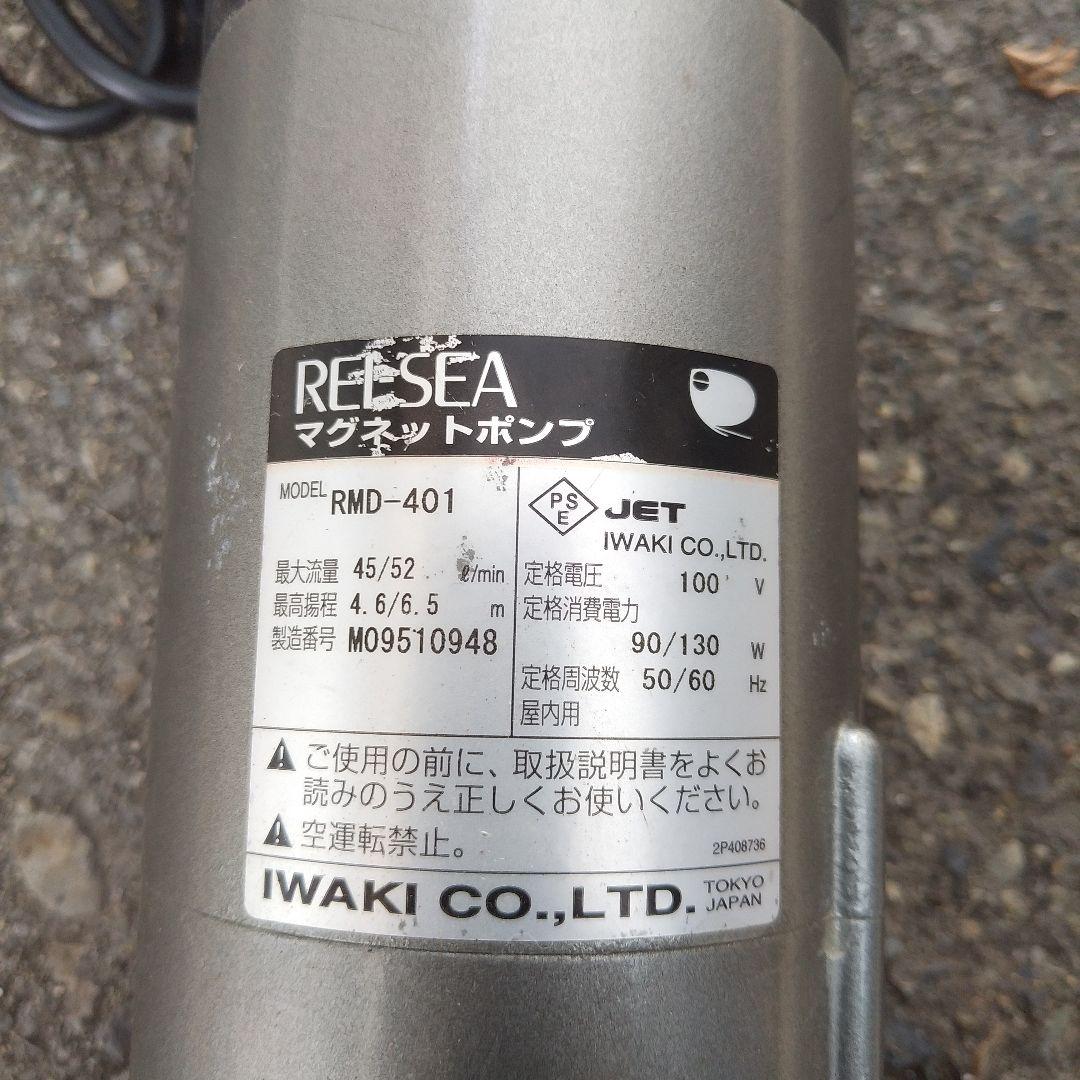 REI-SEA
マグネットポンプ
MODEL RMD-401
最大流量 45/52 ℓ/min
最高揚程 4.6/6.5 m
製造番号 M09510948
PSE JET
IWAKI CO.,LTD.
定格電圧 100 V
定格消費電力
90/130 W
定格周波数 50/60 Hz
屋内用
ご使用の前に、取扱説明書をよくお
読みのうえ正しくお使いください。
空運転禁止。
2P408736
IWAKI CO.,LTD. TOKYO JAPAN